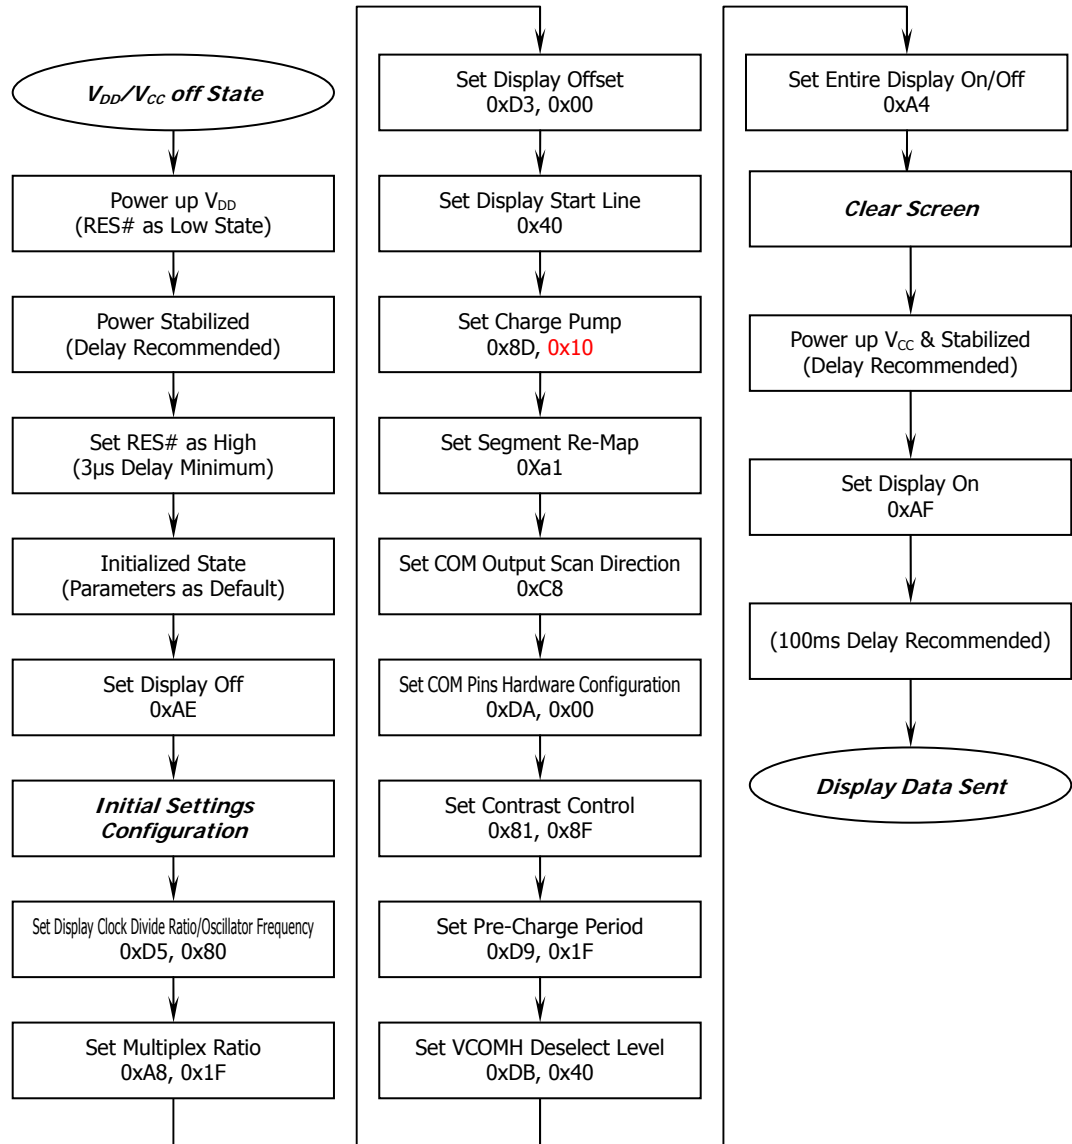 V_DD/V_CC off State
Power up V_DD
(RES# as Low State)
Power Stabilized
(Delay Recommended)
Set RES# as High
(3μs Delay Minimum)
Initialized State
(Parameters as Default)
Set Display Off
0xAE
Initial Settings
Configuration
Set Display Clock Divide Ratio/Oscillator Frequency
0xD5, 0x80
Set Multiplex Ratio
0xA8, 0x1F
Set Display Offset
0xD3, 0x00
Set Display Start Line
0x40
Set Charge Pump
0x8D, 0x10
Set Segment Re-Map
0Xa1
Set COM Output Scan Direction
0xC8
Set COM Pins Hardware Configuration
0xDA, 0x00
Set Contrast Control
0x81, 0x8F
Set Pre-Charge Period
0xD9, 0x1F
Set VCOMH Deselect Level
0xDB, 0x40
Set Entire Display On/Off
0xA4
Clear Screen
Power up V_CC & Stabilized
(Delay Recommended)
Set Display On
0xAF
(100ms Delay Recommended)
Display Data Sent